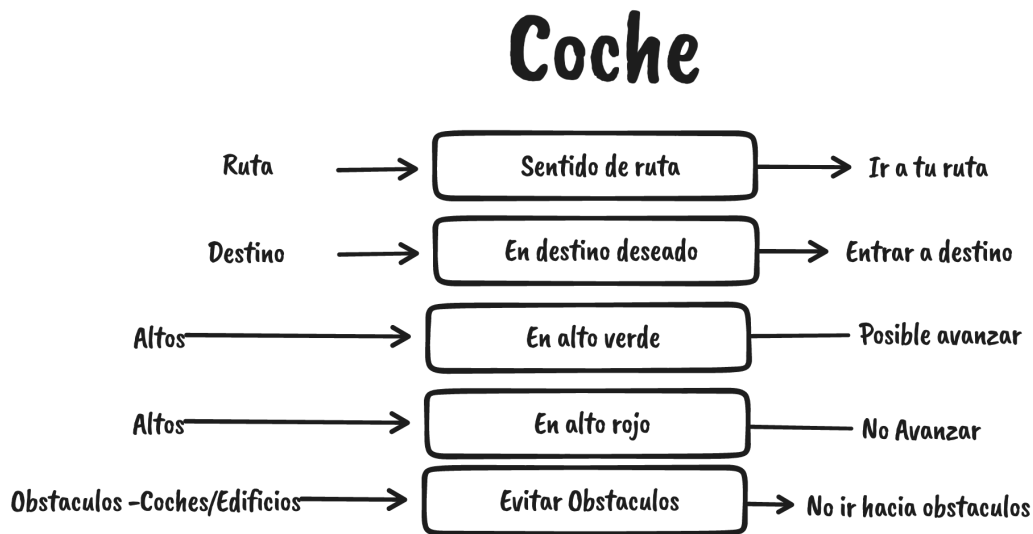 Coche
Ruta Sentido de ruta Ir a tu ruta
Destino En destino deseado Entrar a destino
Altos En alto verde Posible avanzar
Altos En alto rojo No Avanzar
Obstaculos -Coches/Edificios Evitar Obstaculos No ir hacia obstaculos